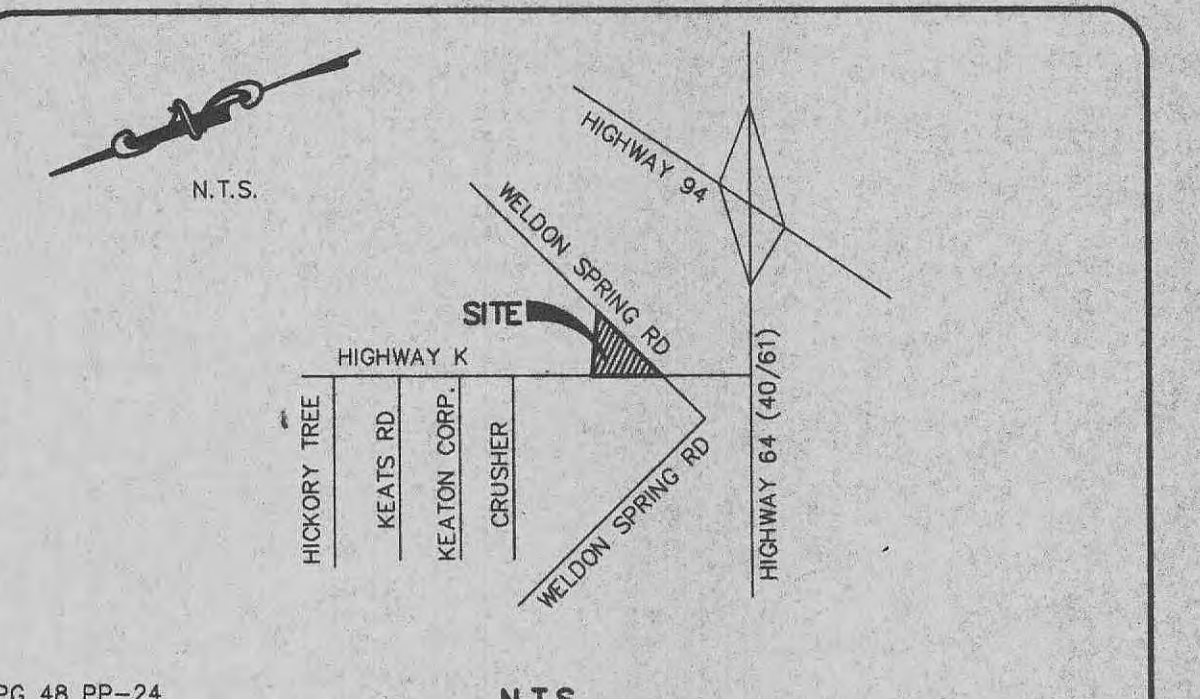 N
N.T.S.
HIGHWAY 94
WELDON SPRING RD
SITE
HIGHWAY K
HICKORY TREE
KEATS RD
KEATON CORP.
CRUSHER
WELDON SPRING RD
HIGHWAY 64 (40/61)
PG 48 PP-24
N.T.S.